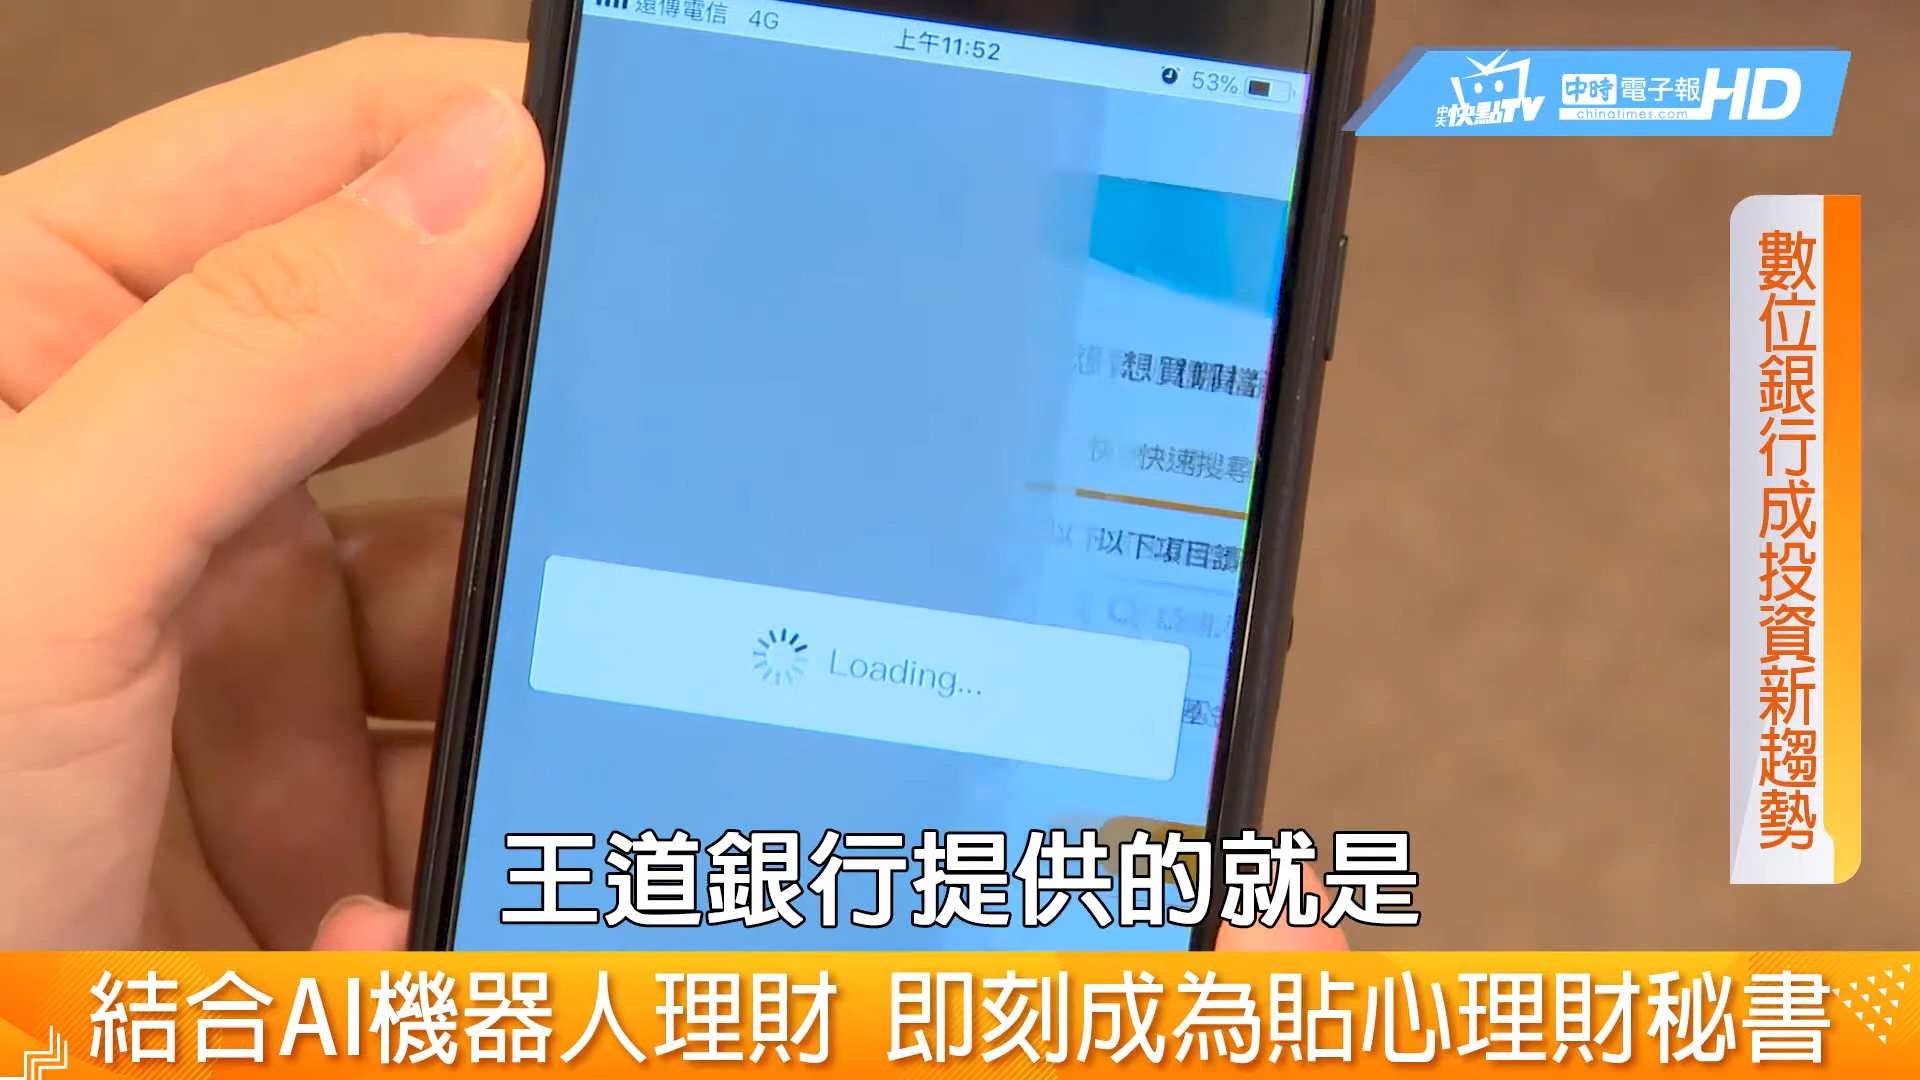 遠傳電信 4G
上午11:52
53%
中天快點TV
中時電子報HD
chinatimes.com
數位銀行成投資新趨勢
想買哪
快速搜尋
以下項目請
Loading...
王道銀行提供的就是
結合AI機器人理財 即刻成為貼心理財秘書